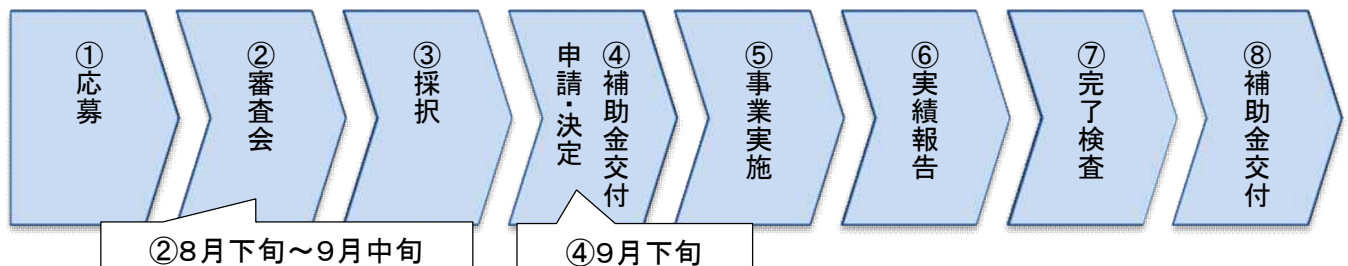 ①応募
②審査会
③採択
④補助金交付
申請・決定
⑤事業実施
⑥実績報告
⑦完了検査
⑧補助金交付
②8月下旬～9月中旬
④9月下旬